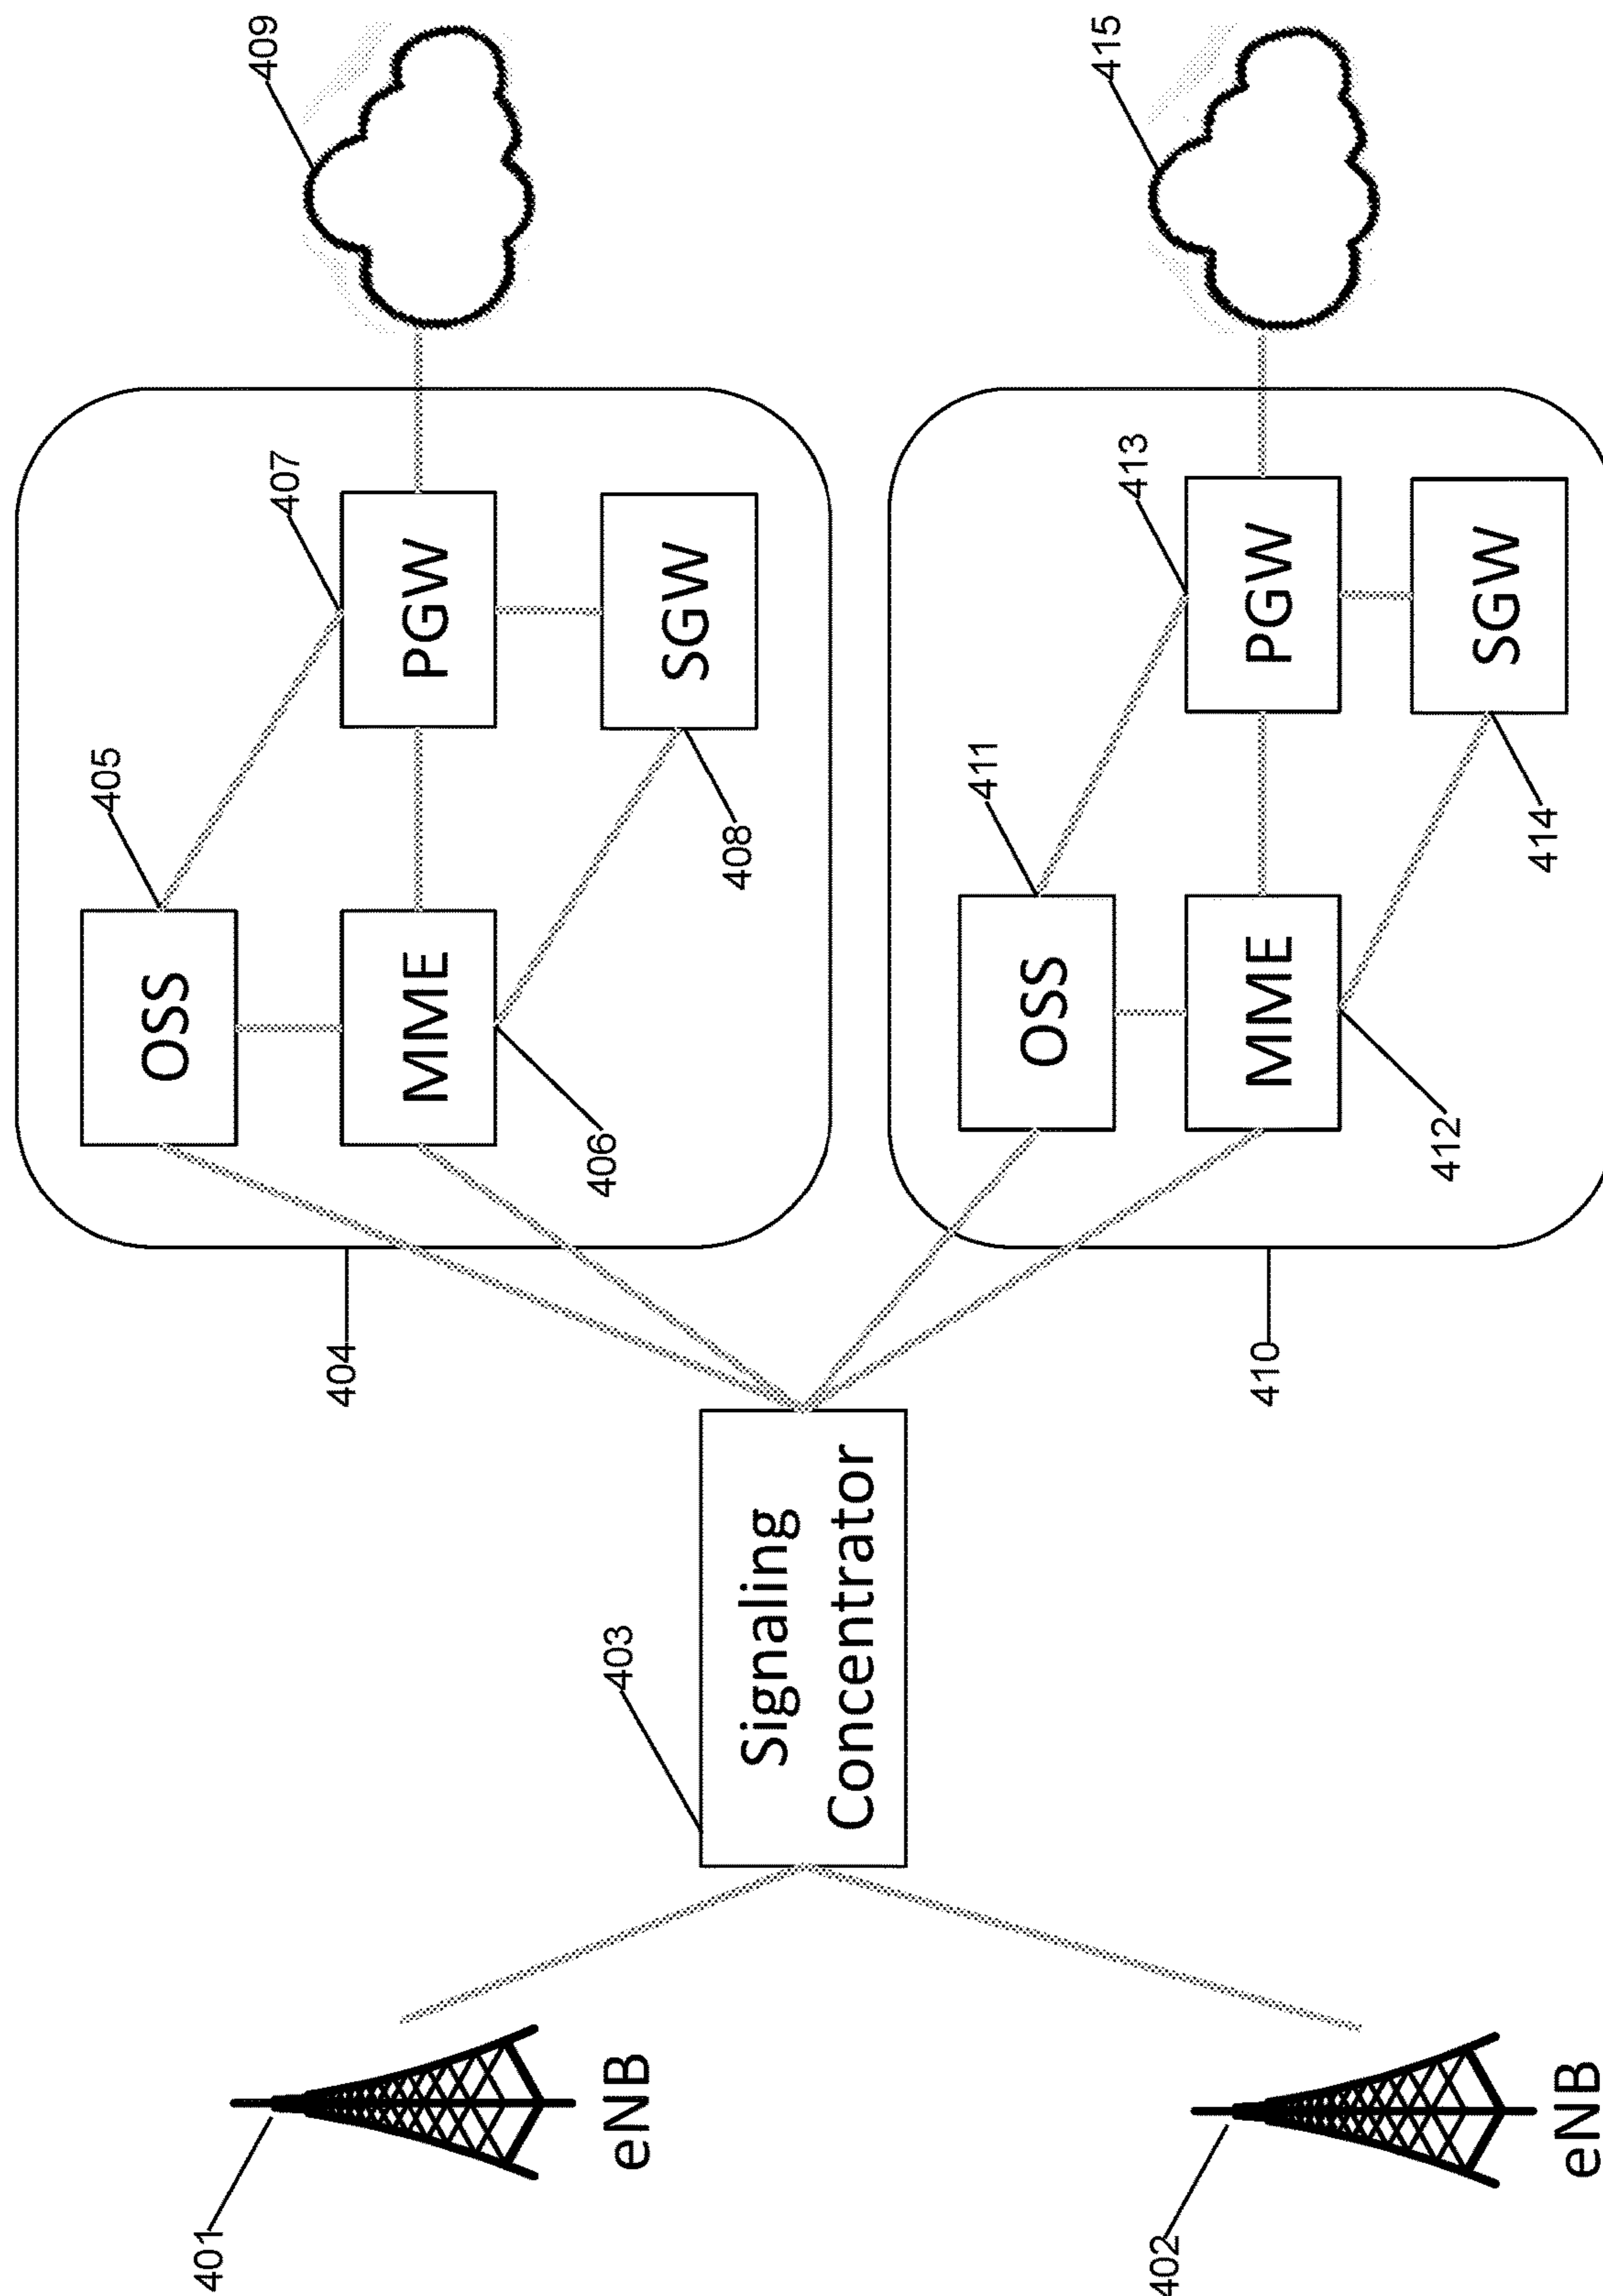 401
eNB
402
eNB
403
Signaling
Concentrator
404
405
OSS
407
PGW
409
MME
406
SGW
408
410
411
OSS
413
PGW
415
MME
412
SGW
414